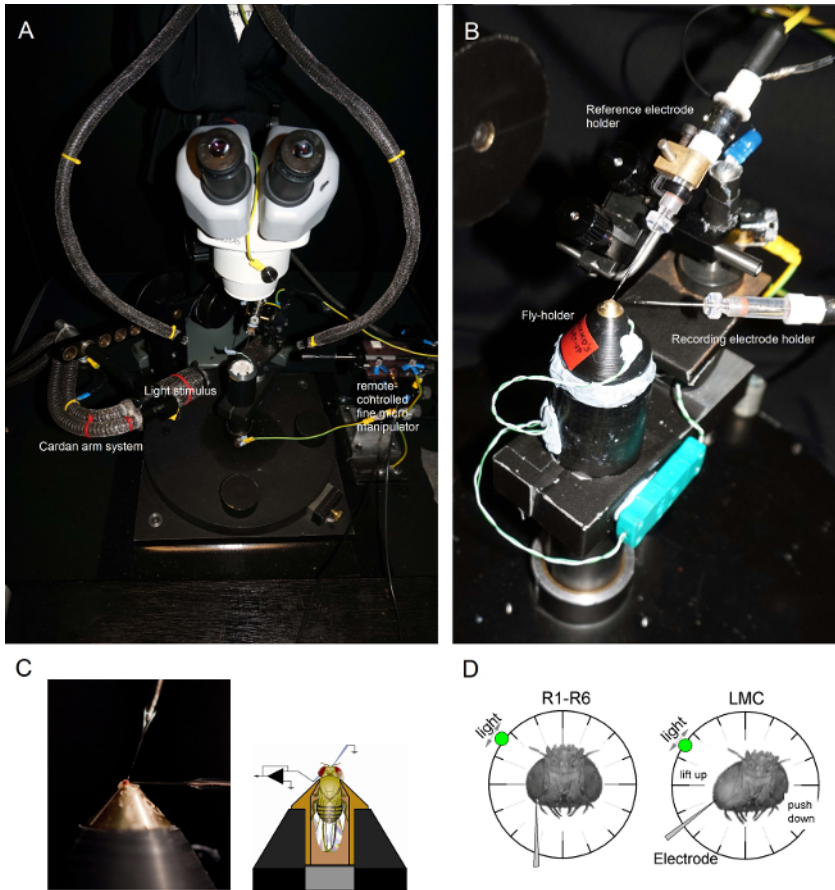 A
B
Reference electrode
holder
Fly-holder
Recording electrode holder
Light stimulus
Cardan arm system
remote-
controlled
fine micro-
manipulator
C
D
R1-R6
LMC
light
light
lift up
push
down
Electrode